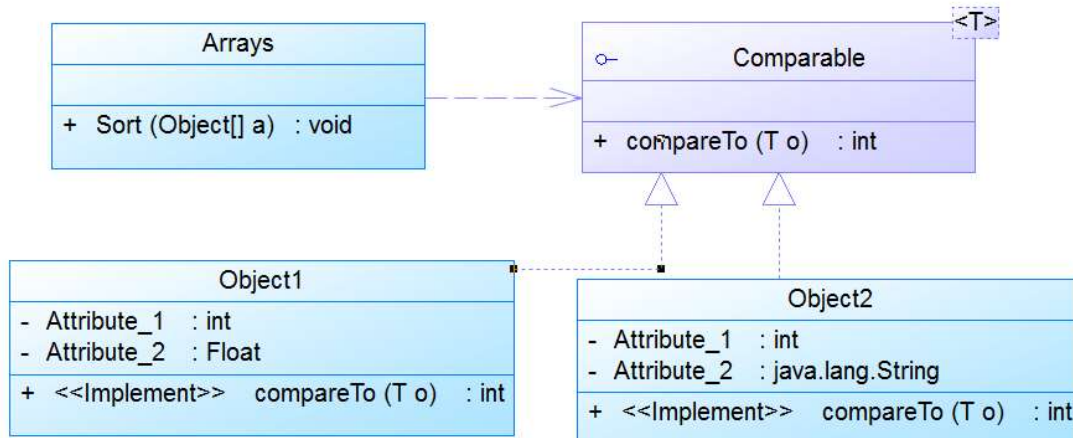 Arrays
+ Sort (Object[] a) : void
<T>
Comparable
+ compareTo (T o) : int
Object1
- Attribute_1 : int
- Attribute_2 : Float
+ <<Implement>> compareTo (T o) : int
Object2
- Attribute_1 : int
- Attribute_2 : java.lang.String
+ <<Implement>> compareTo (T o) : int